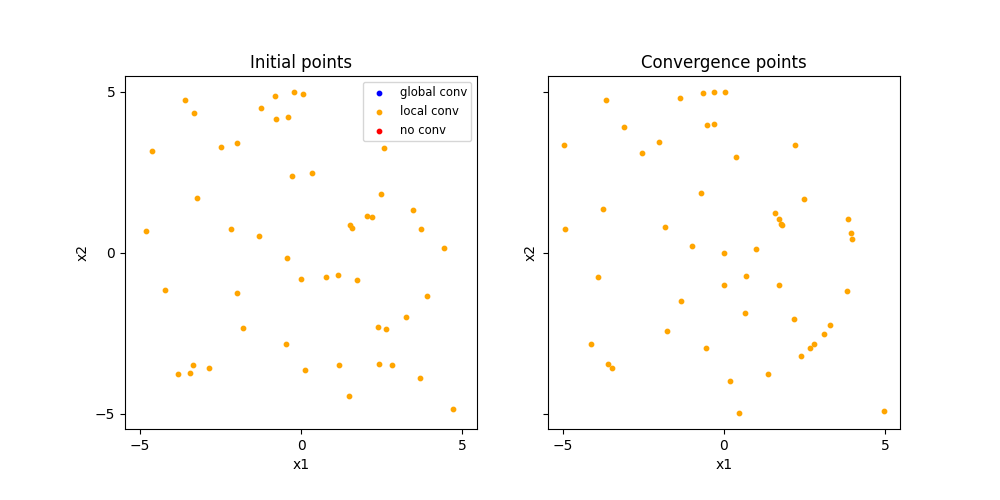 Initial points
global conv
local conv
no conv
5
0
−5
x2
−5
0
5
x1
Convergence points
−5
0
5
x1